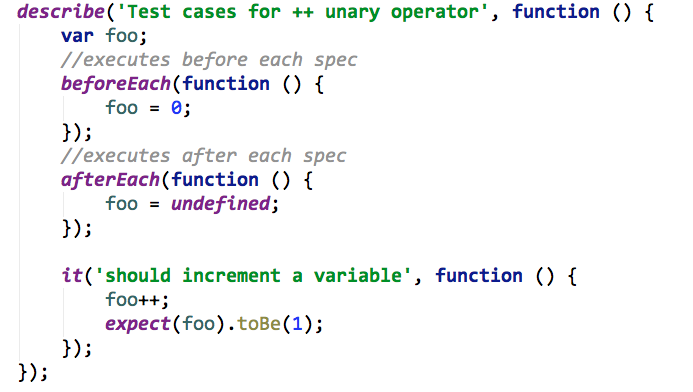 describe('Test cases for ++ unary operator', function () {
    var foo;
    //executes before each spec
    beforeEach(function () {
        foo = 0;
    });
    //executes after each spec
    afterEach(function () {
        foo = undefined;
    });

    it('should increment a variable', function () {
        foo++;
        expect(foo).toBe(1);
    });
});